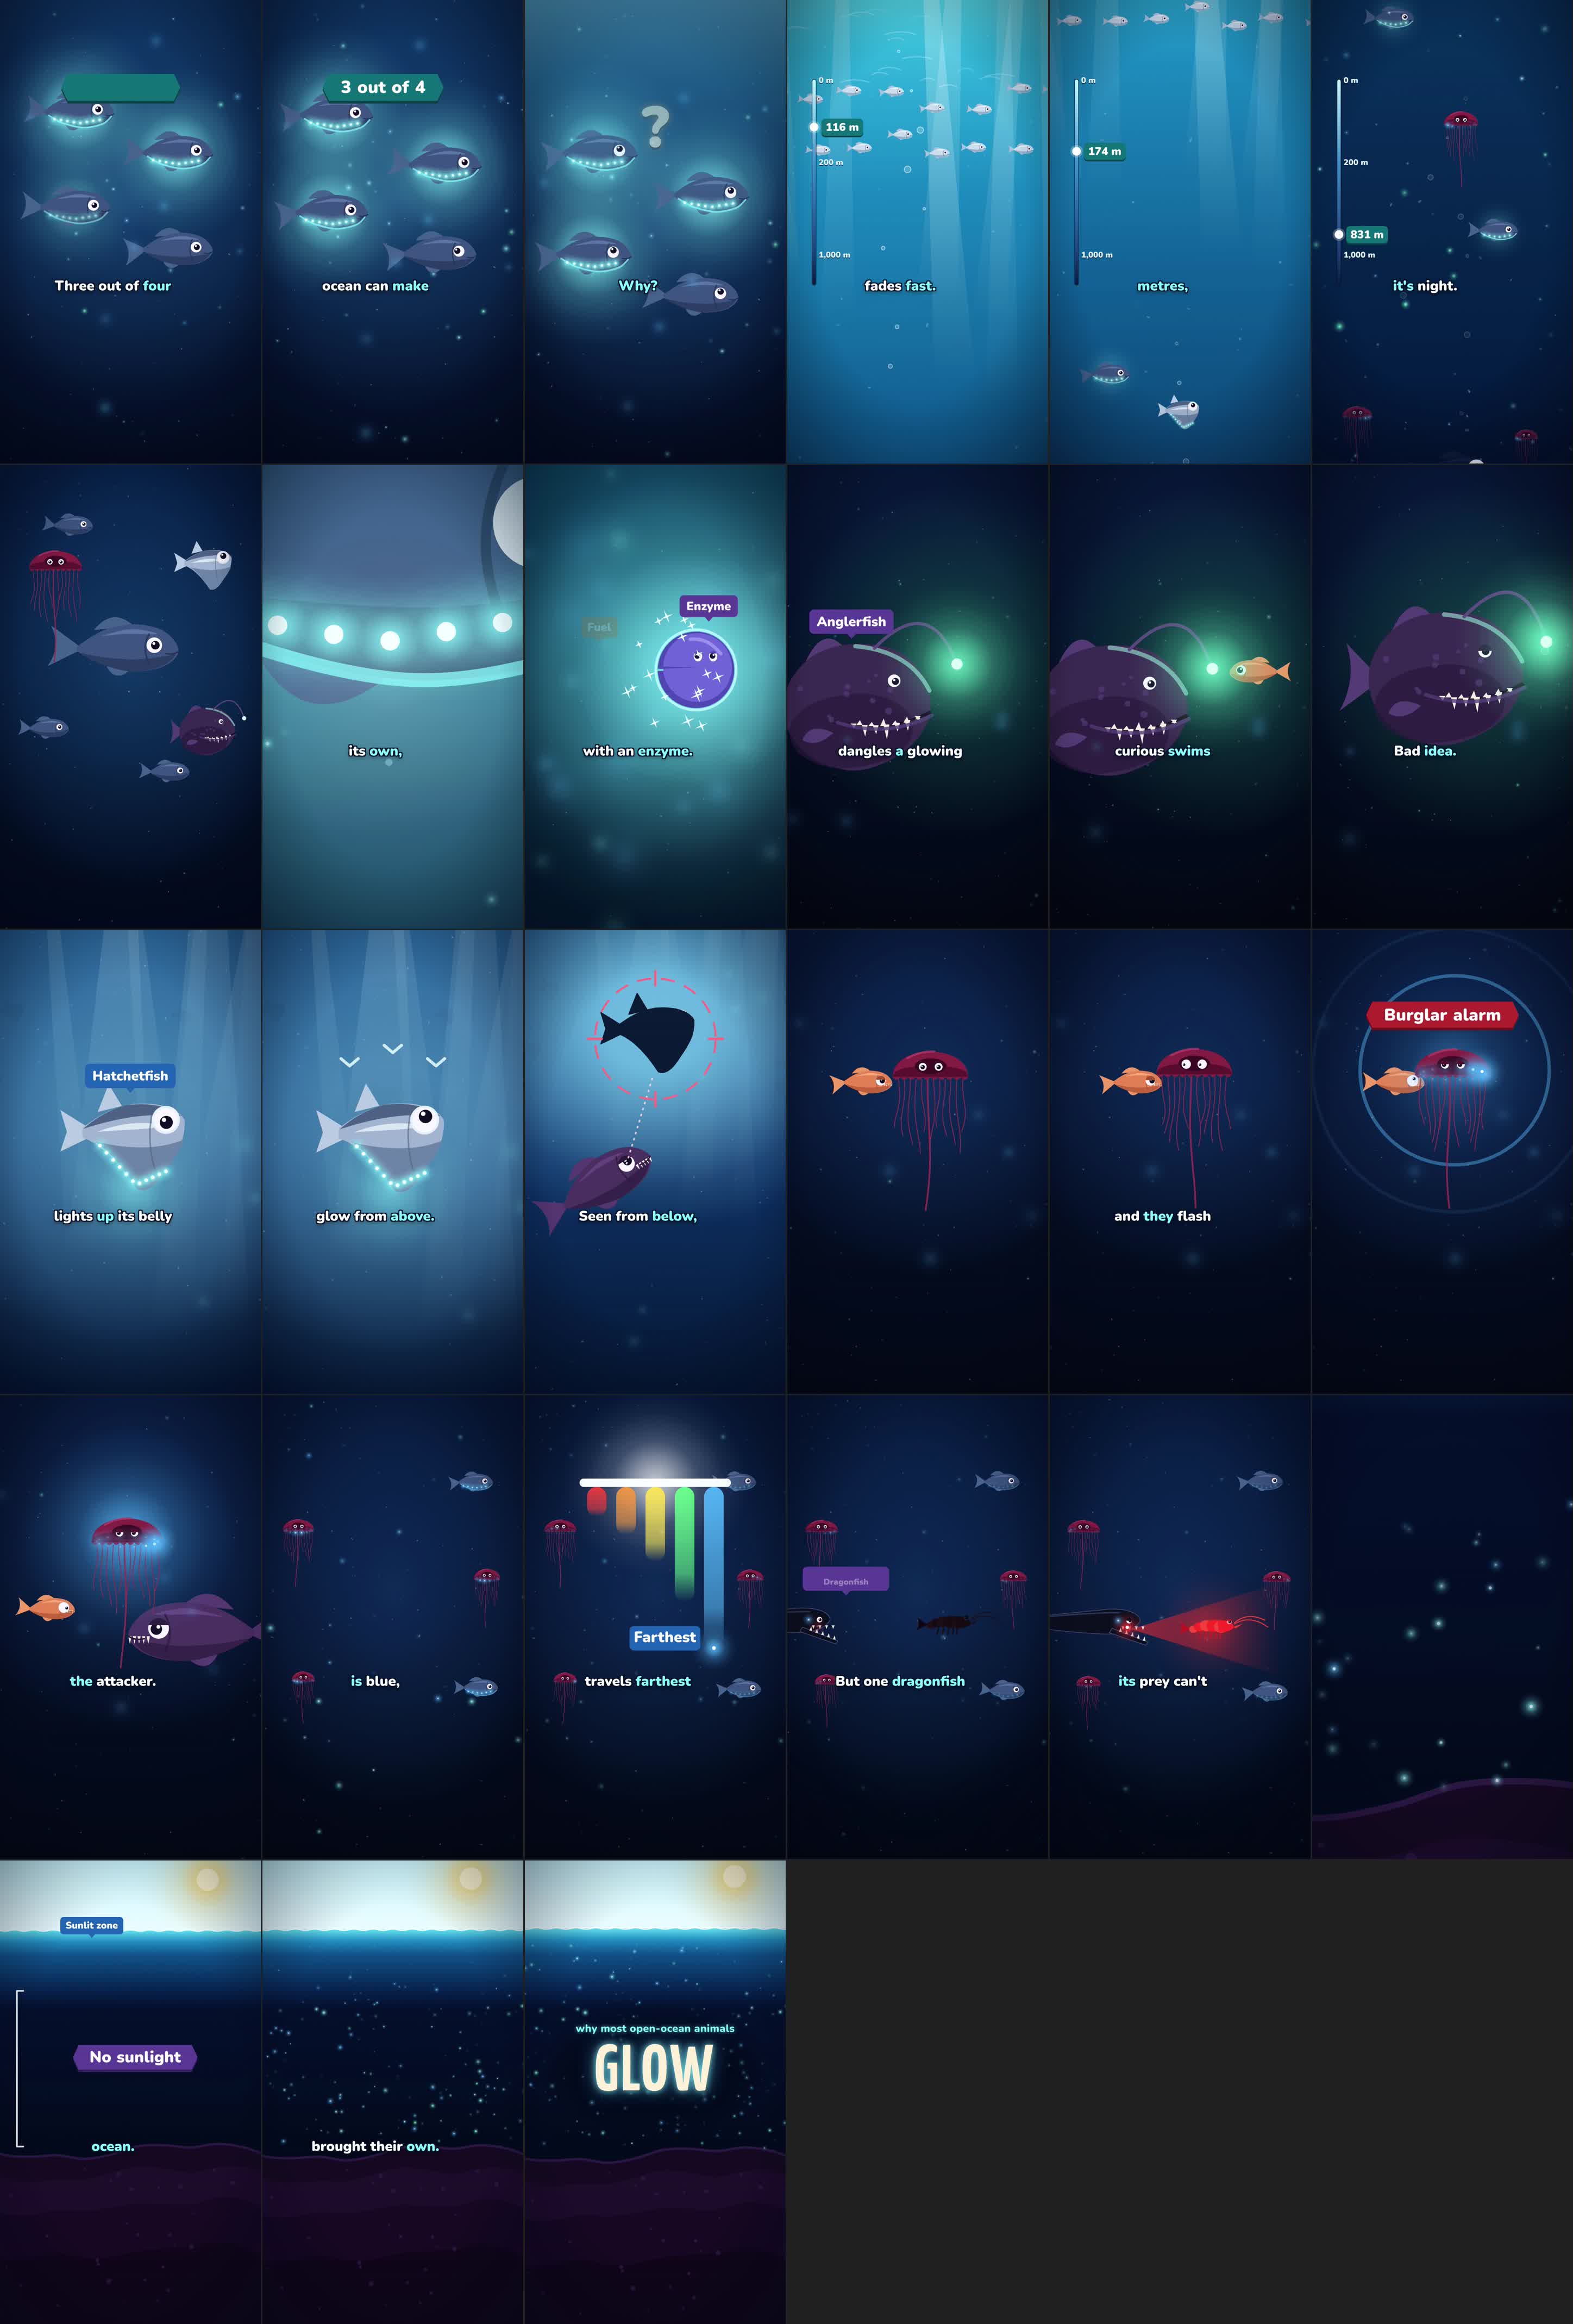 Three out of four
3 out of 4
ocean can make
?
Why?
0 m
116 m
200 m
1,000 m
fades fast.
0 m
174 m
1,000 m
metres,
0 m
200 m
831 m
1,000 m
it's night.
its own,
Enzyme
Fuel
with an enzyme.
Anglerfish
dangles a glowing
curious swims
Bad idea.
Hatchetfish
lights up its belly
glow from above.
Seen from below,
and they flash
Burglar alarm
the attacker.
is blue,
Farthest
travels farthest
Dragonfish
But one dragonfish
its prey can't
Sunlit zone
No sunlight
ocean.
brought their own.
why most open-ocean animals
GLOW